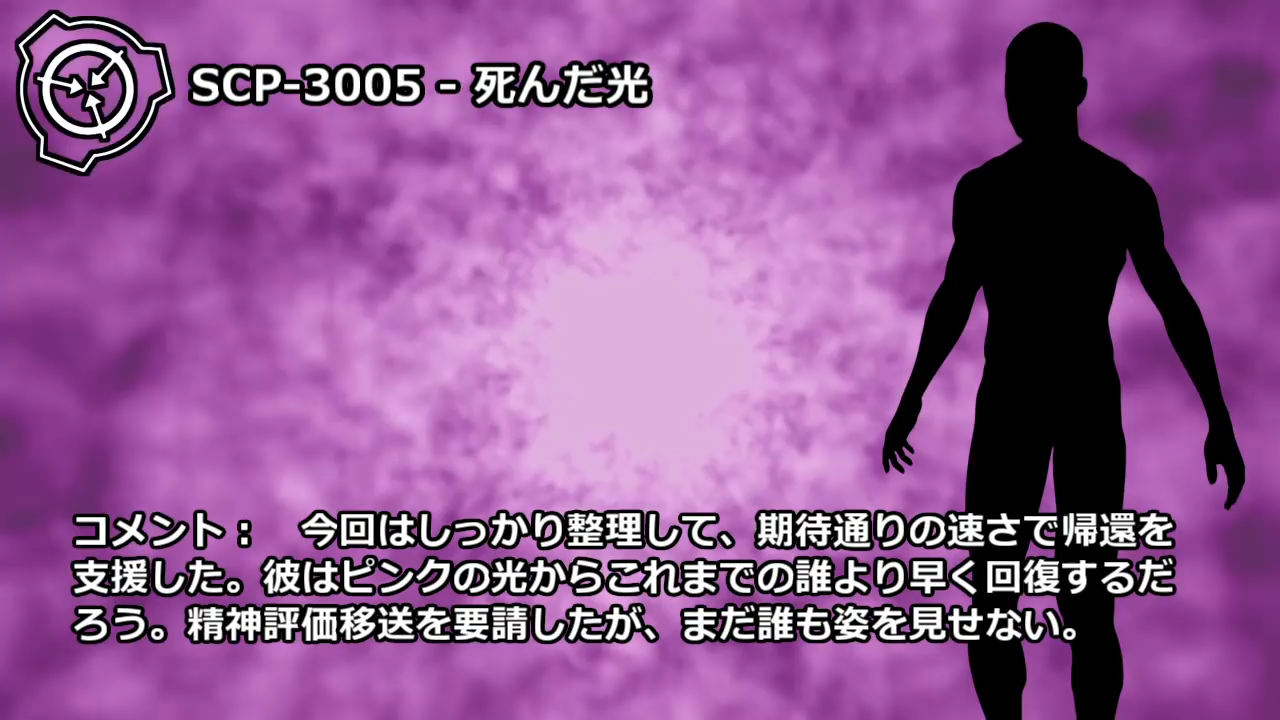 SCP-3005 - 死んだ光
コメント：　今回はしっかり整理して、期待通りの速さで帰還を
支援した。彼はピンクの光からこれまでの誰より早く回復するだ
ろう。精神評価移送を要請したが、まだ誰も姿を見せない。